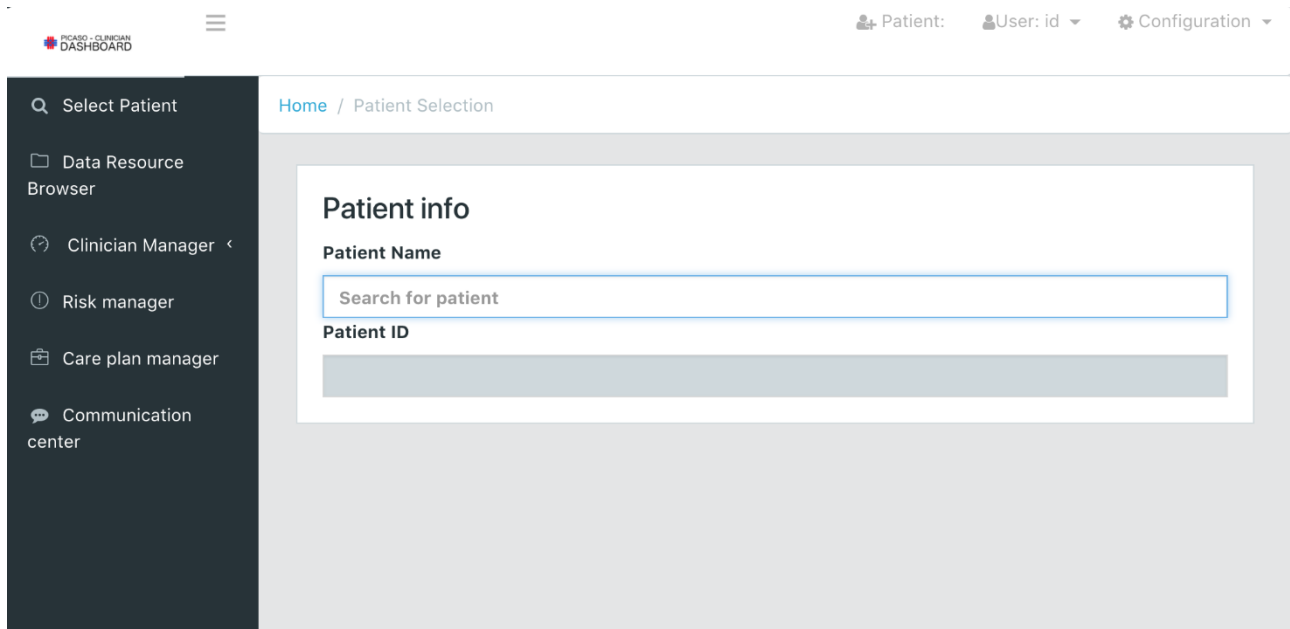 PICASO - CLINICIAN
DASHBOARD
Patient:
User: id
Configuration
Select Patient
Data Resource
Browser
Clinician Manager
Risk manager
Care plan manager
Communication
center
Home / Patient Selection
Patient info
Patient Name
Search for patient
Patient ID